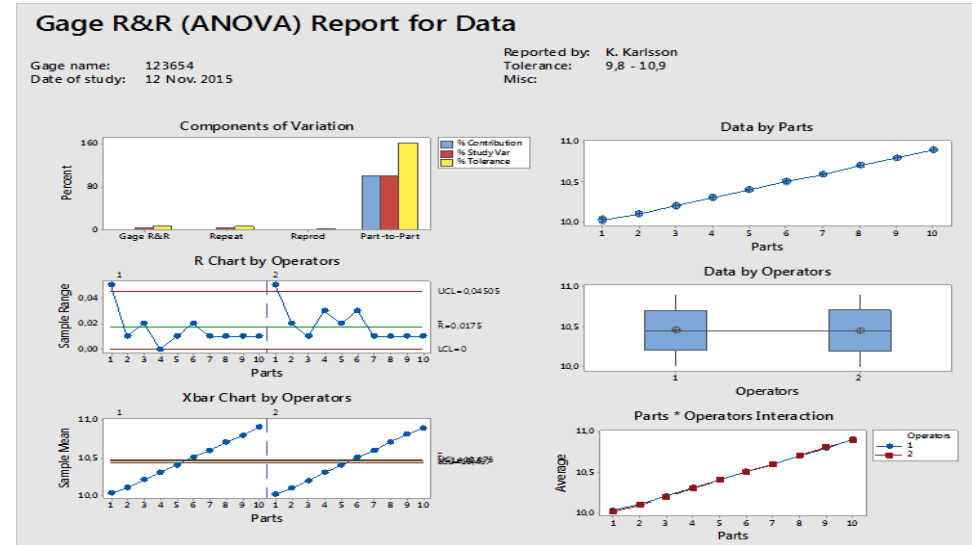 Gage R&R (ANOVA) Report for Data
Gage name: 123654
Date of study: 12 Nov. 2015
Reported by: K. Karlsson
Tolerance: 9,8 - 10,9
Misc:
Components of Variation
Percent
160
80
0
Gage R&R Repeat Reprod Part-to-Part
% Contribution
% Study Var
% Tolerance
R Chart by Operators
1 2
Sample Range
0,04
0,02
0,00
UCL=0,04505
R=0,0175
LCL=0
1 2 3 4 5 6 7 8 9 10 1 2 3 4 5 6 7 8 9 10
Parts
Xbar Chart by Operators
1 2
Sample Mean
11,0
10,5
10,0
1 2 3 4 5 6 7 8 9 10 1 2 3 4 5 6 7 8 9 10
Parts
Data by Parts
11,0
10,5
10,0
1 2 3 4 5 6 7 8 9 10
Parts
Data by Operators
11,0
10,5
10,0
1 2
Operators
Parts * Operators Interaction
Average
11,0
10,5
10,0
1 2 3 4 5 6 7 8 9 10
Parts
Operators
1
2